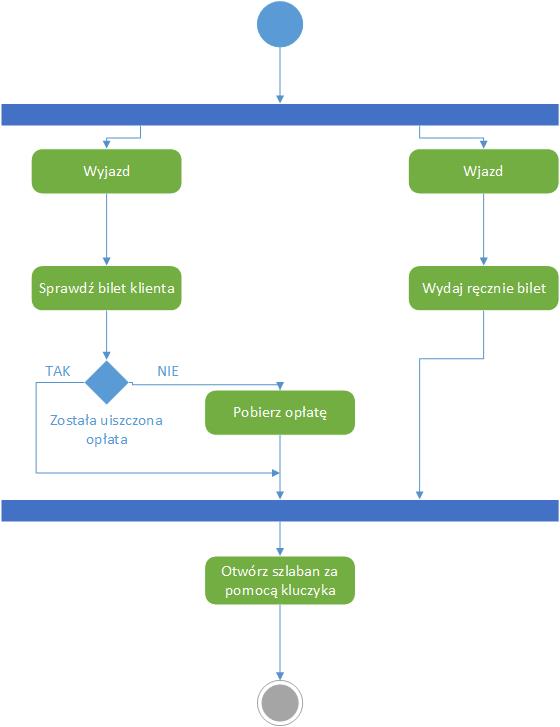 Wyjazd
Wjazd
Sprawdź bilet klienta
Wydaj ręcznie bilet
TAK
NIE
Została uiszczona
opłata
Pobierz opłatę
Otwórz szlaban za
pomocą kluczyka